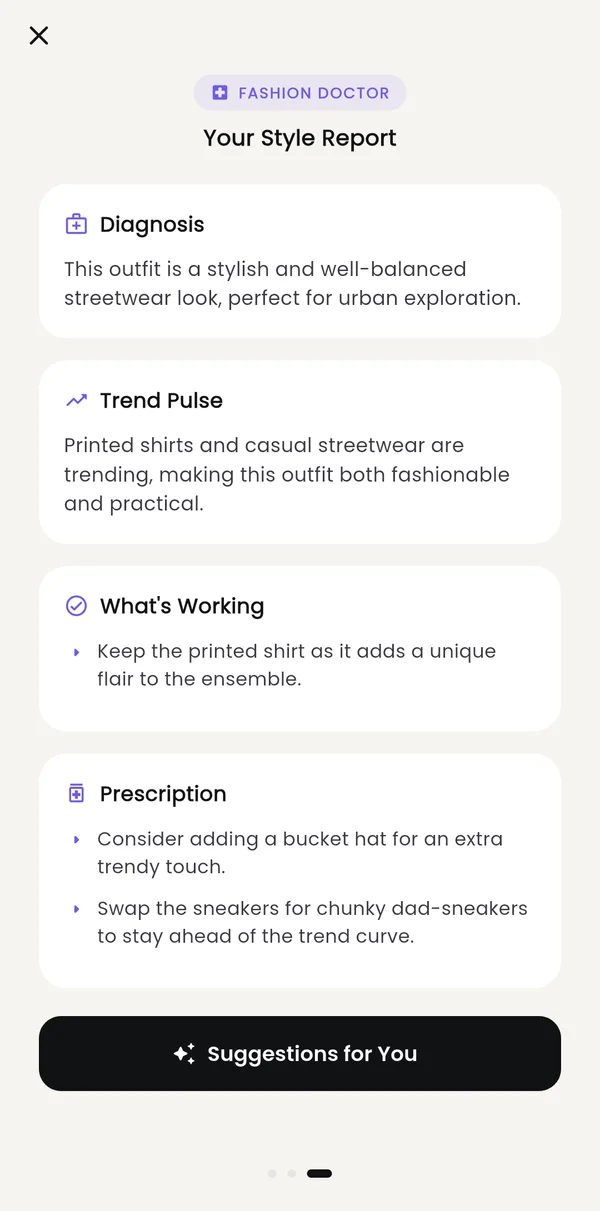 FASHION DOCTOR
Your Style Report
Diagnosis
This outfit is a stylish and well-balanced
streetwear look, perfect for urban exploration.
Trend Pulse
Printed shirts and casual streetwear are
trending, making this outfit both fashionable
and practical.
What's Working
Keep the printed shirt as it adds a unique
flair to the ensemble.
Prescription
Consider adding a bucket hat for an extra
trendy touch.
Swap the sneakers for chunky dad-sneakers
to stay ahead of the trend curve.
Suggestions for You